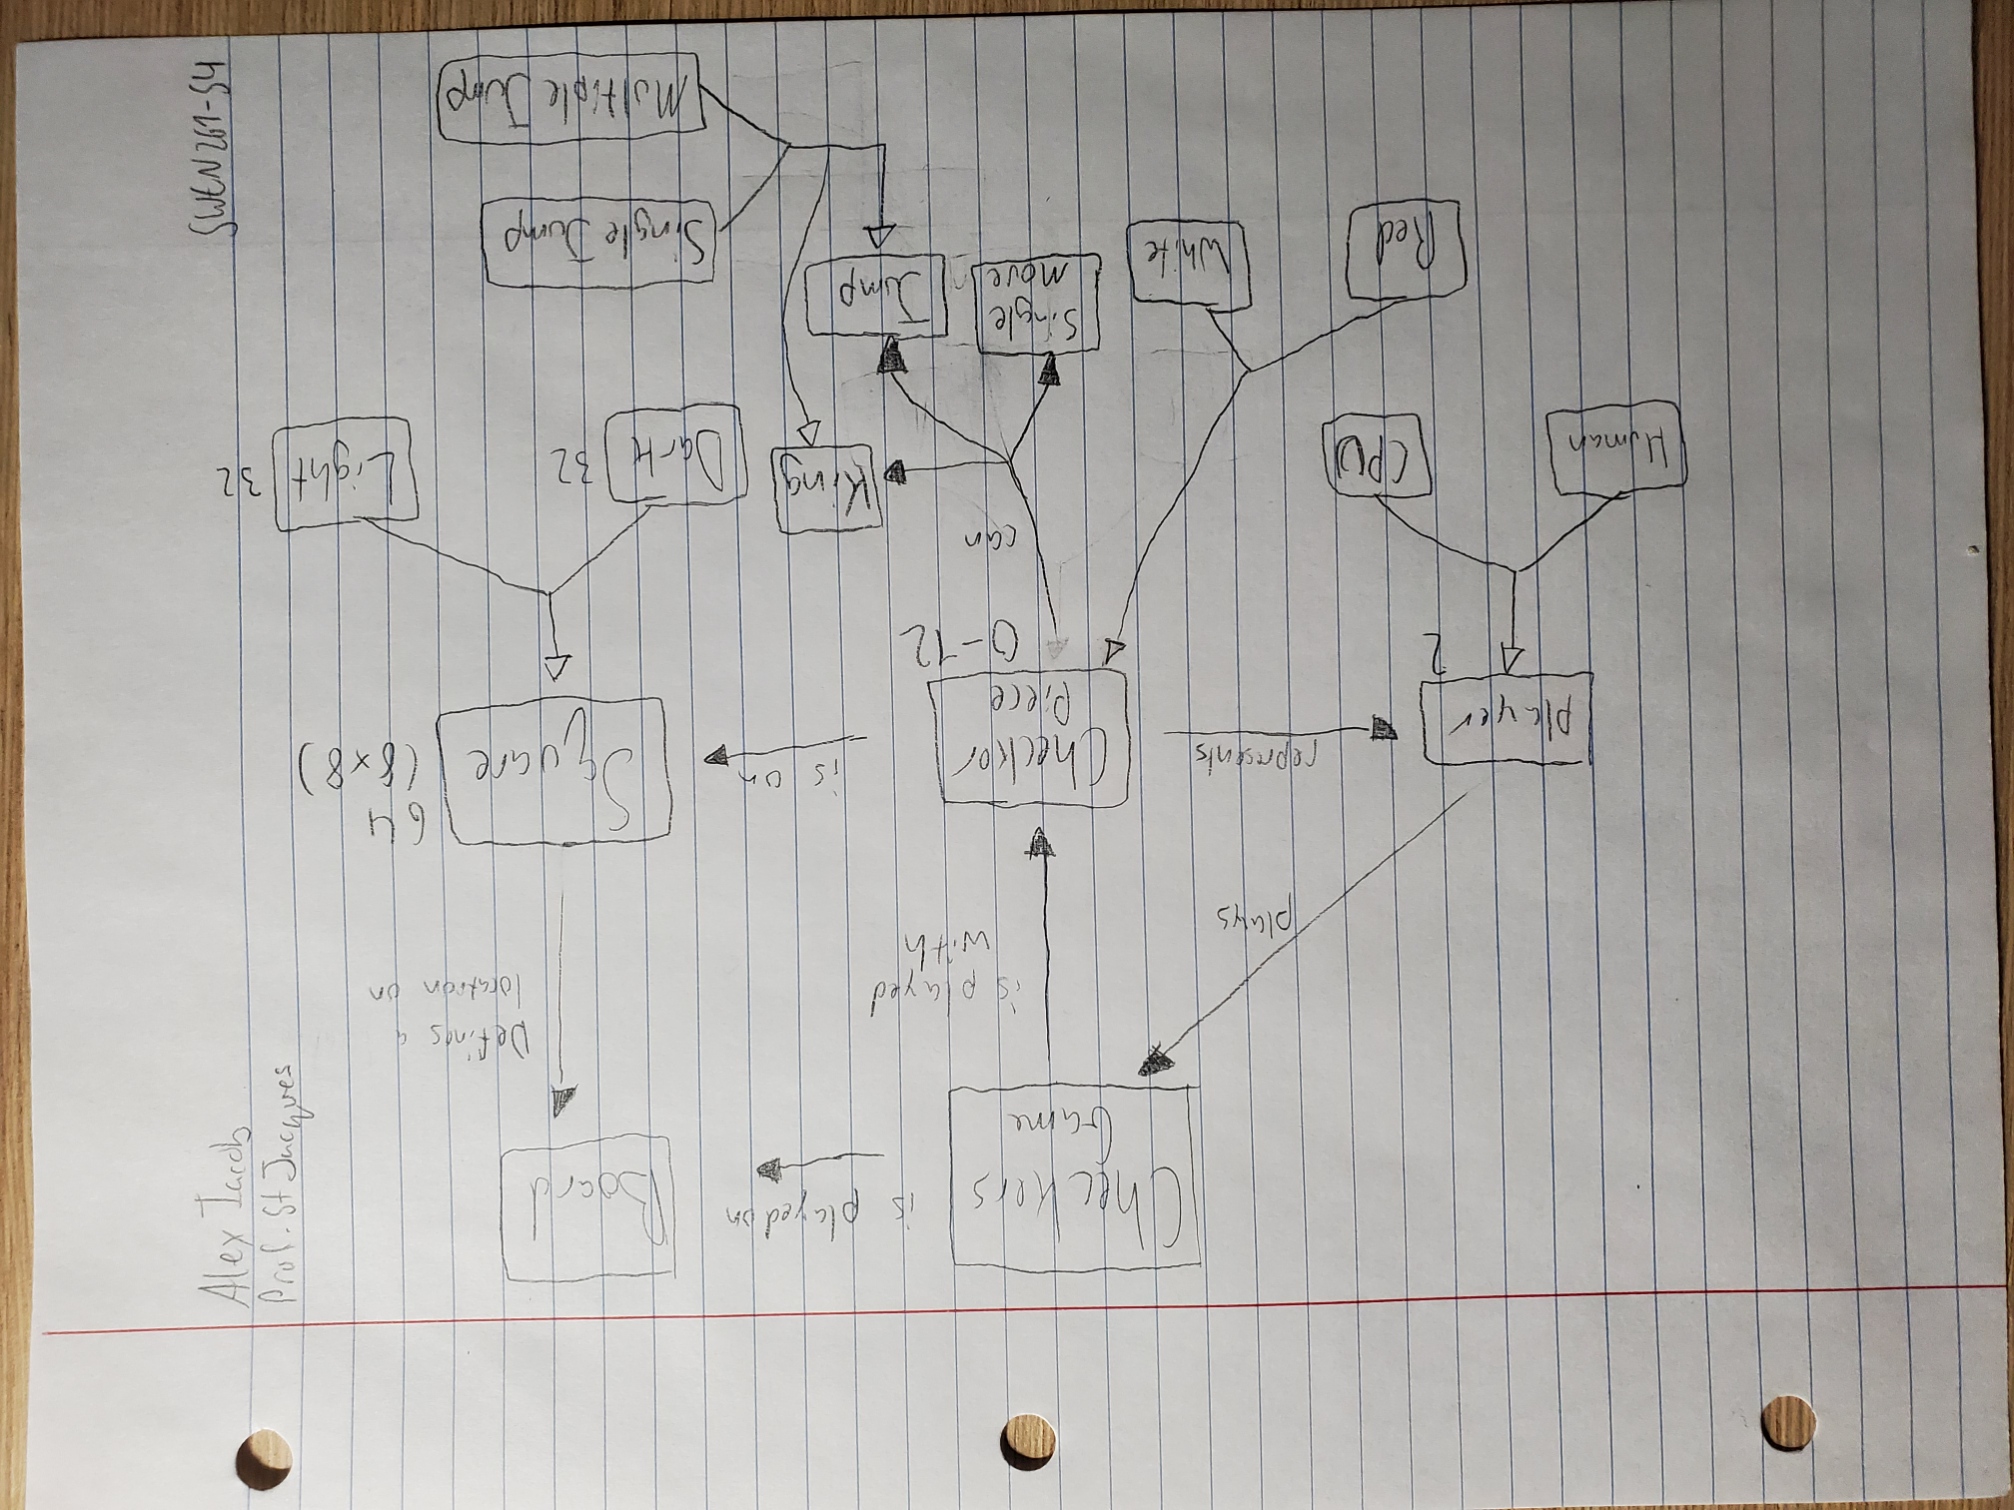 Alex Iacob
Prof. St Jacques
SWEN261-S4
Checkers
Game
is played on
Board
plays
is played
with
Defines a
location on
Player
2
represents
Checker
Piece
0-12
is on
Square
64
(8x8)
Human
CPU
can
King
Dark
32
Light
32
Red
White
Single
move
Jump
Single Jump
Multiple Jump